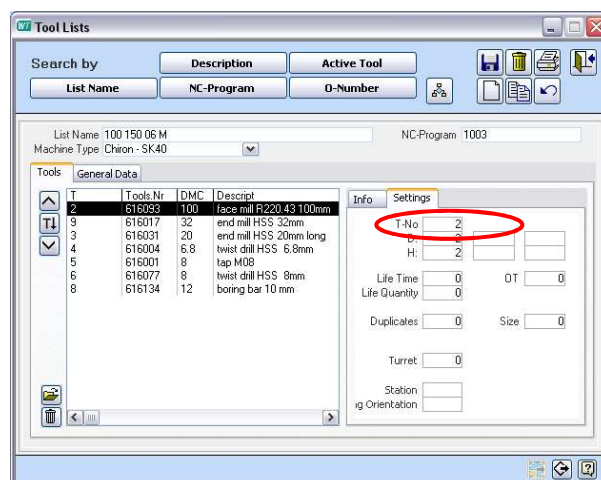 WT Tool Lists
Search by
Description
Active Tool
List Name
NC-Program
O-Number
List Name 100 150 06 M
NC-Program 1003
Machine Type Chiron - SK40
Tools
General Data
T Tools.Nr DMC Descript
2 616093 100 face mill R220.43 100mm
9 616017 32 end mill HSS 32mm
3 616031 20 end mill HSS 20mm long
4 616004 6.8 twist drill HSS 6.8mm
5 616001 8 tap M08
6 616077 8 twist drill HSS 8mm
8 616134 12 boring bar 10 mm
Info
Settings
T-No 2
D: 2
H: 2
Life Time 0 OT 0
Life Quantity 0
Duplicates 0 Size 0
Turret 0
Station
ng Orientation